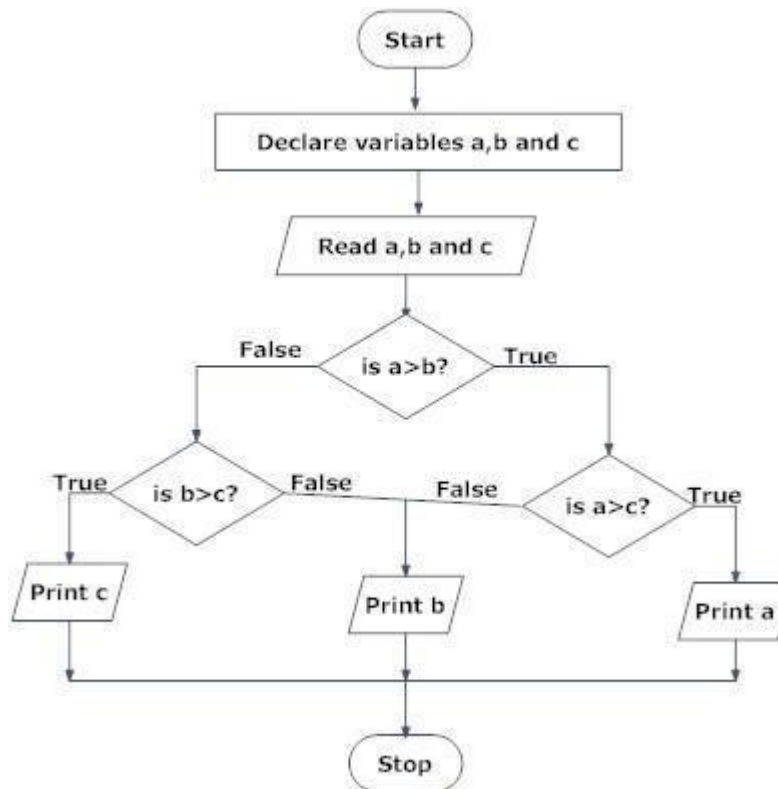 Start
Declare variables a,b and c
Read a,b and c
False
True
is a>b?
True
is b>c?
False
False
is a>c?
True
Print c
Print b
Print a
Stop